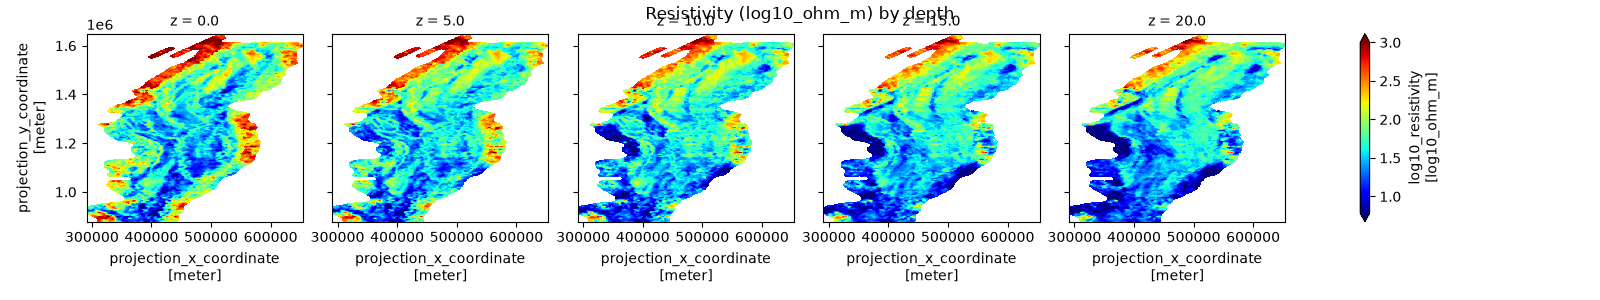 Resistivity (log10_ohm_m) by depth
z = 0.0 z = 5.0 z = 10.0 z = 15.0 z = 20.0
1e6
1.6
1.4
1.2
1.0
projection_y_coordinate
[meter]
300000 400000 500000 600000 300000 400000 500000 600000 300000 400000 500000 600000 300000 400000 500000 600000 300000 400000 500000 600000
projection_x_coordinate projection_x_coordinate projection_x_coordinate projection_x_coordinate projection_x_coordinate
[meter] [meter] [meter] [meter] [meter]
3.0
2.5
2.0
1.5
1.0
log10_resistivity
[log10_ohm_m]